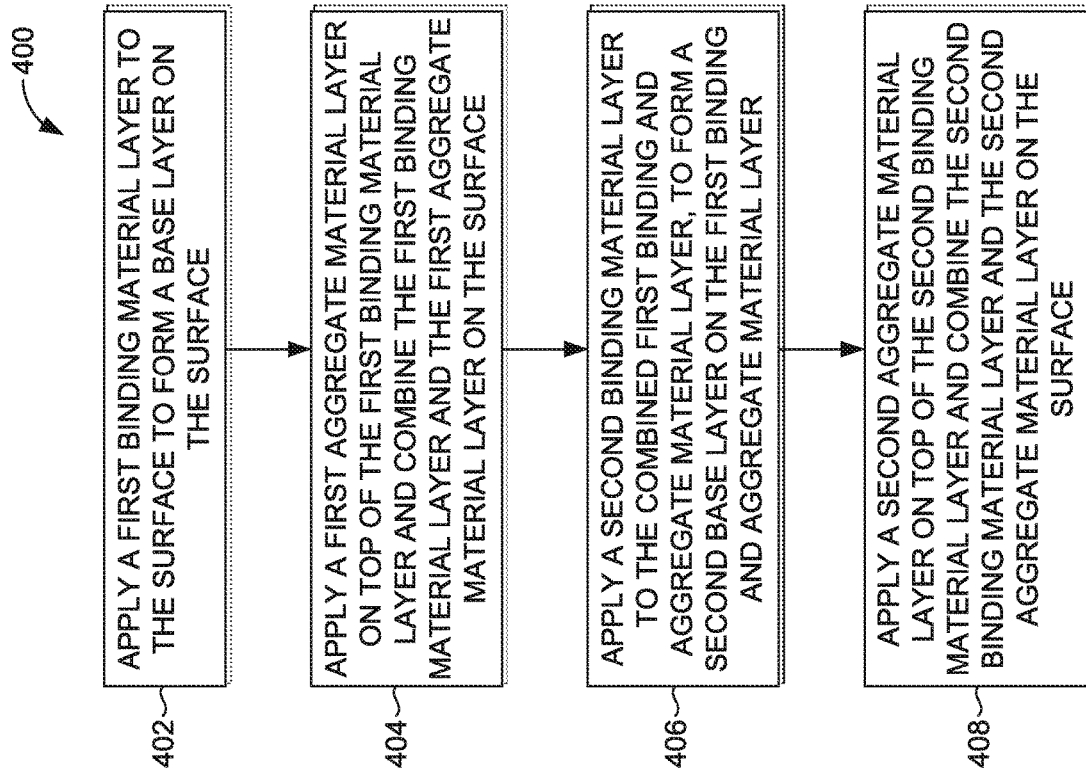 400
402
APPLY A FIRST BINDING MATERIAL LAYER TO
THE SURFACE TO FORM A BASE LAYER ON
THE SURFACE
404
APPLY A FIRST AGGREGATE MATERIAL LAYER
ON TOP OF THE FIRST BINDING MATERIAL
LAYER AND COMBINE THE FIRST BINDING
MATERIAL LAYER AND THE FIRST AGGREGATE
MATERIAL LAYER ON THE SURFACE
406
APPLY A SECOND BINDING MATERIAL LAYER
TO THE COMBINED FIRST BINDING AND
AGGREGATE MATERIAL LAYER, TO FORM A
SECOND BASE LAYER ON THE FIRST BINDING
AND AGGREGATE MATERIAL LAYER
408
APPLY A SECOND AGGREGATE MATERIAL
LAYER ON TOP OF THE SECOND BINDING
MATERIAL LAYER AND COMBINE THE SECOND
BINDING MATERIAL LAYER AND THE SECOND
AGGREGATE MATERIAL LAYER ON THE
SURFACE